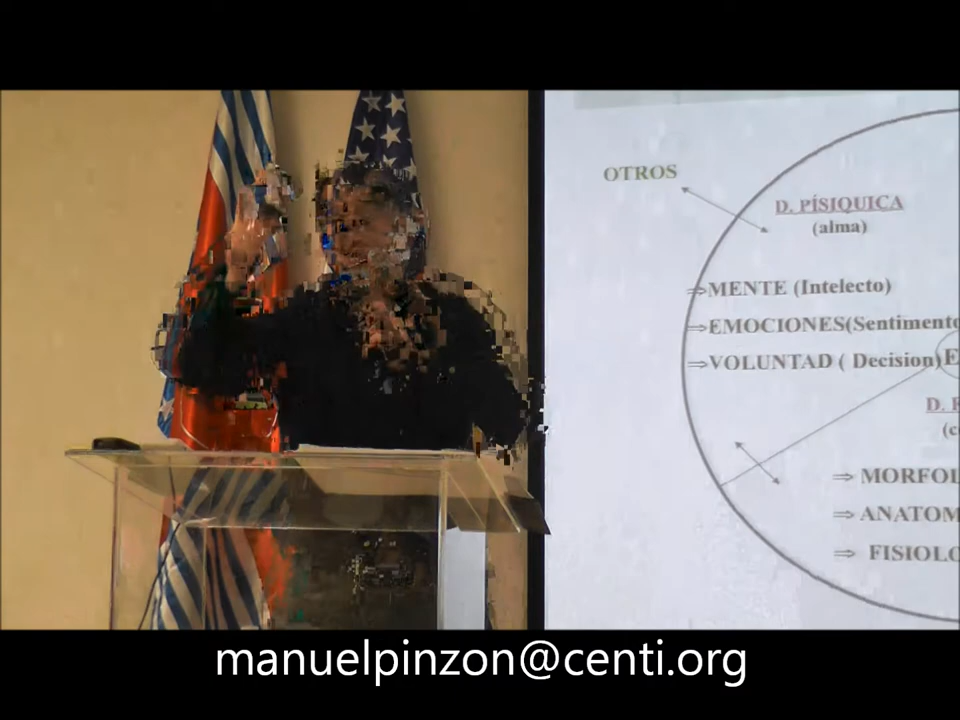 OTROS
D. PÍSIQUICA
(alma)
⇒MENTE (Intelecto)
⇒EMOCIONES(Sentimento
⇒VOLUNTAD ( Decision)E
D. F
(c
⇒ MORFOL
⇒ ANATOM
⇒ FISIOLO
manuelpinzon@centi.org